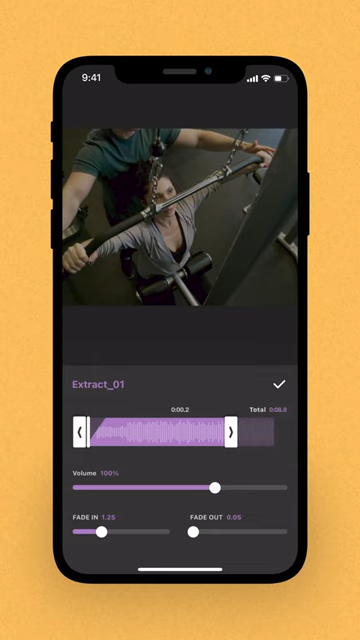 9:41
Extract_01
0:00.2
Total 0:08.8
Volume 100%
FADE IN 1.25
FADE OUT 0.05